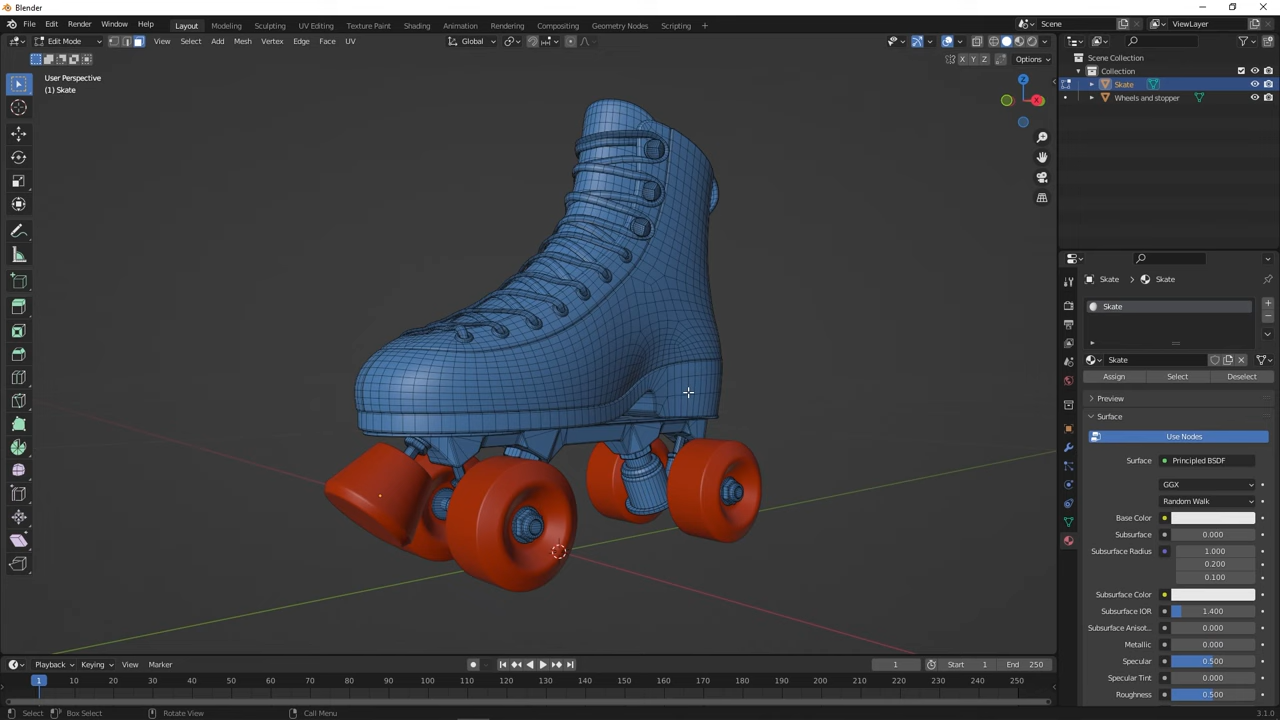 Blender
File Edit Render Window Help
Layout Modeling Sculpting UV Editing Texture Paint Shading Animation Rendering Compositing Geometry Nodes Scripting +
Scene
ViewLayer
Edit Mode
View Select Add Mesh Vertex Edge Face UV
Global
X Y Z
Options
User Perspective
(1) Skate
Scene Collection
Collection
Skate
Wheels and stopper
Skate
Skate
Skate
Skate
Assign Select Deselect
Preview
Surface
Use Nodes
Surface Principled BSDF
GGX
Random Walk
Base Color
Subsurface 0.000
Subsurface Radius 1.000
0.200
0.100
Subsurface Color
Subsurface IOR 1.400
Subsurface Anisot... 0.000
Metallic 0.000
Specular 0.500
Specular Tint 0.000
Roughness 0.500
Playback Keying View Marker
1
Start 1
End 250
1 10 20 30 40 50 60 70 80 90 100 110 120 130 140 150 160 170 180 190 200 210 220 230 240 250
Select
Box Select
Rotate View
Call Menu
3.1.0